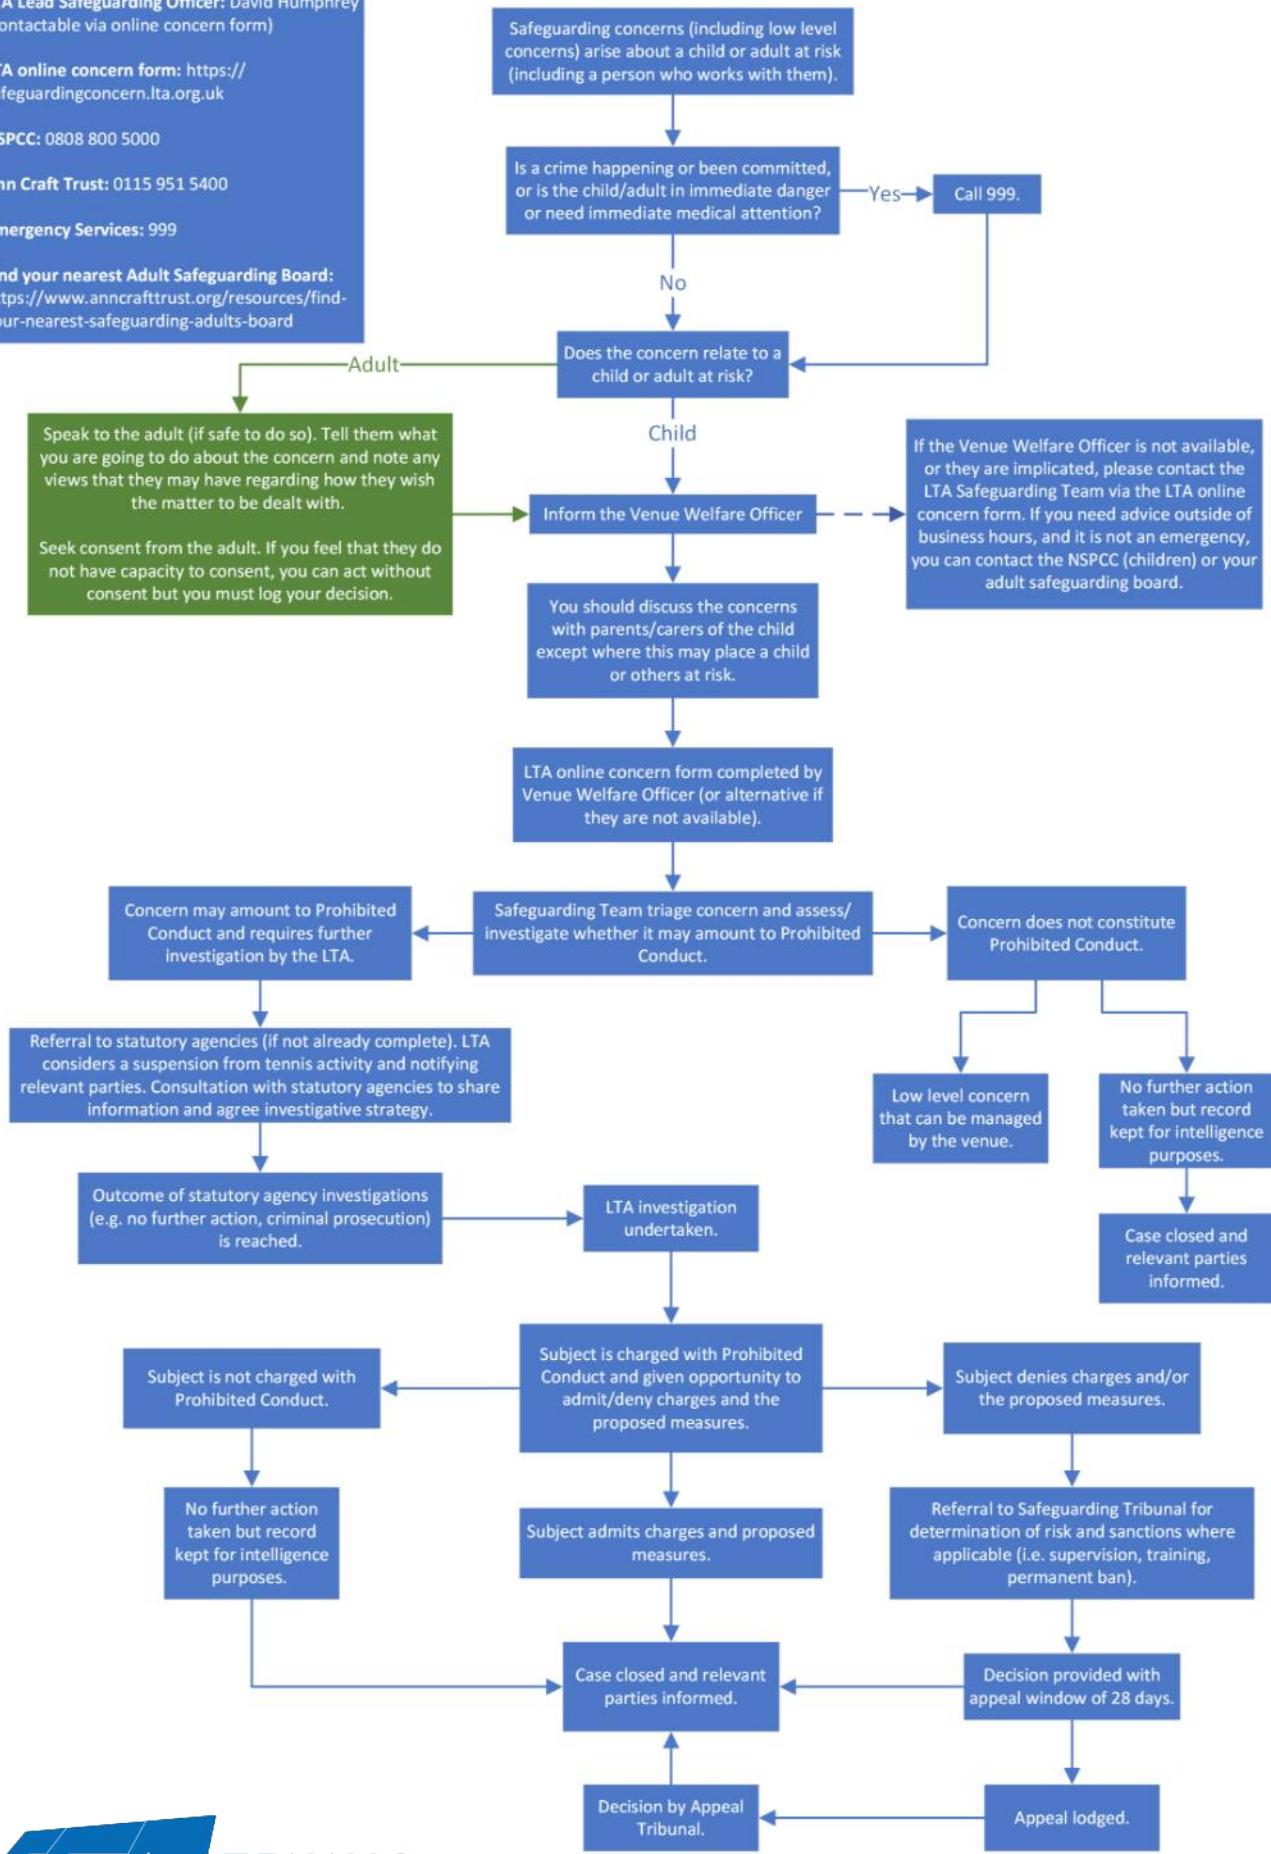 Lead Safeguarding Officer: David Humphrey
contactable via online concern form)
online concern form: https://
safeguardingconcern.lta.org.uk
NSPCC: 0808 800 5000
Ann Craft Trust: 0115 951 5400
Emergency Services: 999
Find your nearest Adult Safeguarding Board:
https://www.anncrafttrust.org/resources/find-
your-nearest-safeguarding-adults-board
Safeguarding concerns (including low level
concerns) arise about a child or adult at risk
(including a person who works with them).
Is a crime happening or been committed,
or is the child/adult in immediate danger
or need immediate medical attention?
Yes
Call 999.
No
Does the concern relate to a
child or adult at risk?
Adult
Speak to the adult (if safe to do so). Tell them what
you are going to do about the concern and note any
views that they may have regarding how they wish
the matter to be dealt with.
Seek consent from the adult. If you feel that they do
not have capacity to consent, you can act without
consent but you must log your decision.
Child
Inform the Venue Welfare Officer
If the Venue Welfare Officer is not available,
or they are implicated, please contact the
LTA Safeguarding Team via the LTA online
concern form. If you need advice outside of
business hours, and it is not an emergency,
you can contact the NSPCC (children) or your
adult safeguarding board.
You should discuss the concerns
with parents/carers of the child
except where this may place a child
or others at risk.
LTA online concern form completed by
Venue Welfare Officer (or alternative if
they are not available).
Safeguarding Team triage concern and assess/
investigate whether it may amount to Prohibited
Conduct.
Concern may amount to Prohibited
Conduct and requires further
investigation by the LTA.
Concern does not constitute
Prohibited Conduct.
Referral to statutory agencies (if not already complete). LTA
considers a suspension from tennis activity and notifying
relevant parties. Consultation with statutory agencies to share
information and agree investigative strategy.
Low level concern
that can be managed
by the venue.
No further action
taken but record
kept for intelligence
purposes.
Outcome of statutory agency investigations
(e.g. no further action, criminal prosecution)
is reached.
LTA investigation
undertaken.
Case closed and
relevant parties
informed.
Subject is charged with Prohibited
Conduct and given opportunity to
admit/deny charges and the
proposed measures.
Subject is not charged with
Prohibited Conduct.
Subject denies charges and/or
the proposed measures.
No further action
taken but record
kept for intelligence
purposes.
Subject admits charges and proposed
measures.
Referral to Safeguarding Tribunal for
determination of risk and sanctions where
applicable (i.e. supervision, training,
permanent ban).
Case closed and relevant
parties informed.
Decision provided with
appeal window of 28 days.
Decision by Appeal
Tribunal.
Appeal lodged.